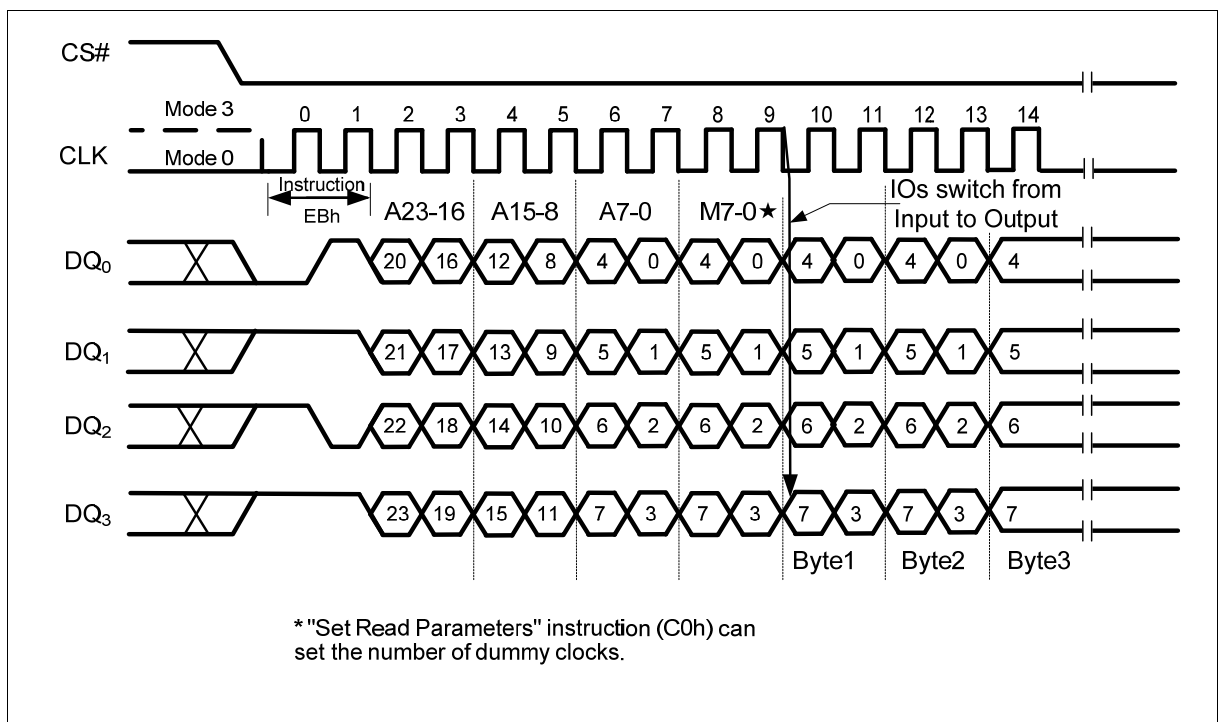 CS#
Mode 3
0 1 2 3 4 5 6 7 8 9 10 11 12 13 14
CLK
Mode 0
Instruction
EBh
A23-16 A15-8 A7-0 M7-0★
IOs switch from
Input to Output
DQ0 20 16 12 8 4 0 4 0 4 0 4 0 4
DQ1 21 17 13 9 5 1 5 1 5 1 5 1 5
DQ2 22 18 14 10 6 2 6 2 6 2 6 2 6
DQ3 23 19 15 11 7 3 7 3 7 3 7 3 7
Byte1 Byte2 Byte3
* "Set Read Parameters" instruction (C0h) can
set the number of dummy clocks.